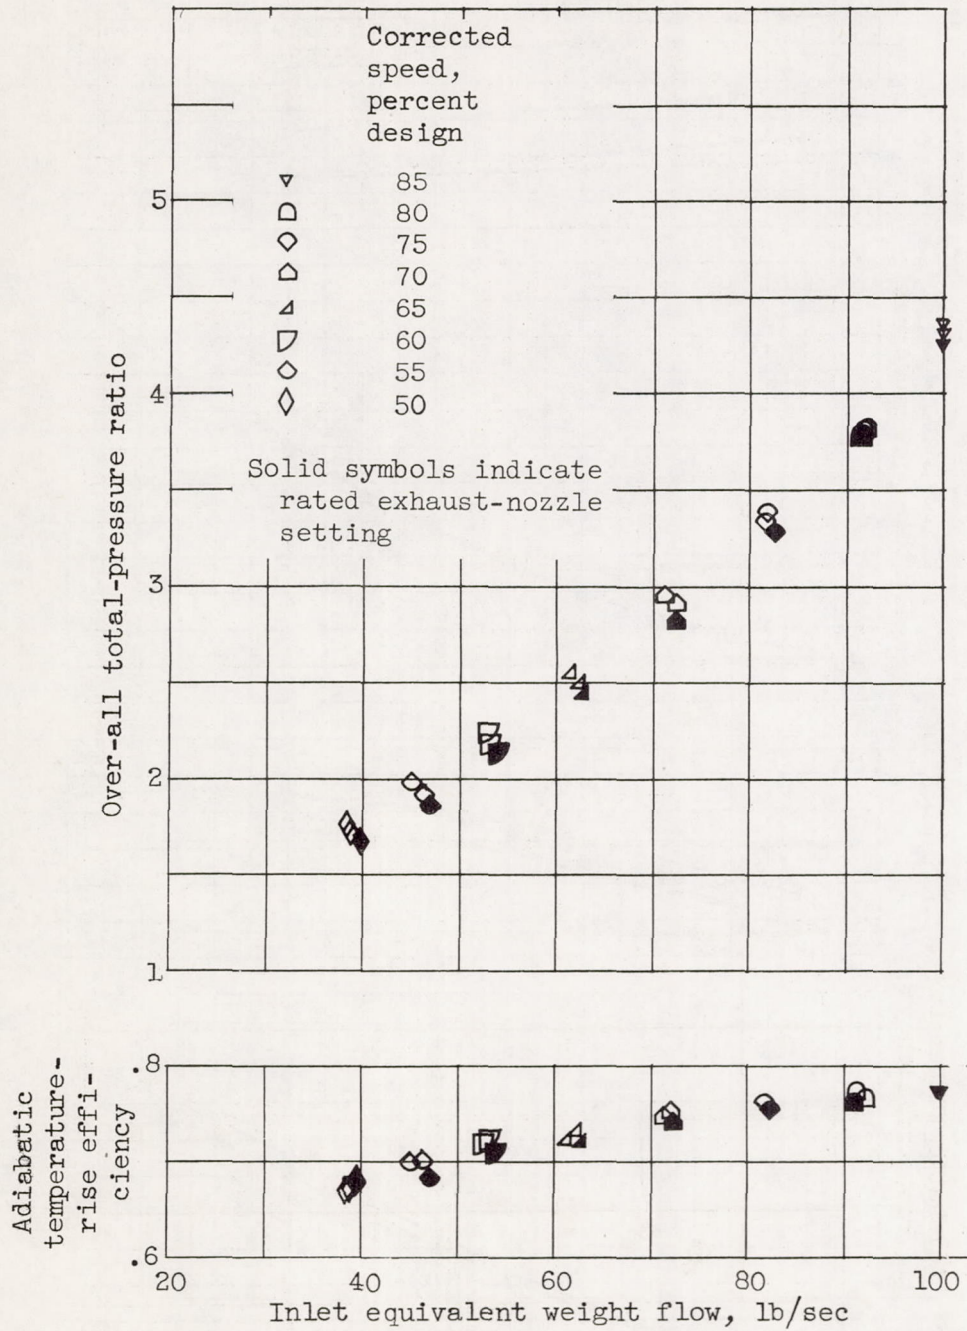 Corrected
speed,
percent
design
85
80
75
70
65
60
55
50
Solid symbols indicate
rated exhaust-nozzle
setting
5
4
3
2
1
Over-all total-pressure ratio
.8
.6
Adiabatic
temperature-
rise effi-
ciency
20 40 60 80 100
Inlet equivalent weight flow, lb/sec